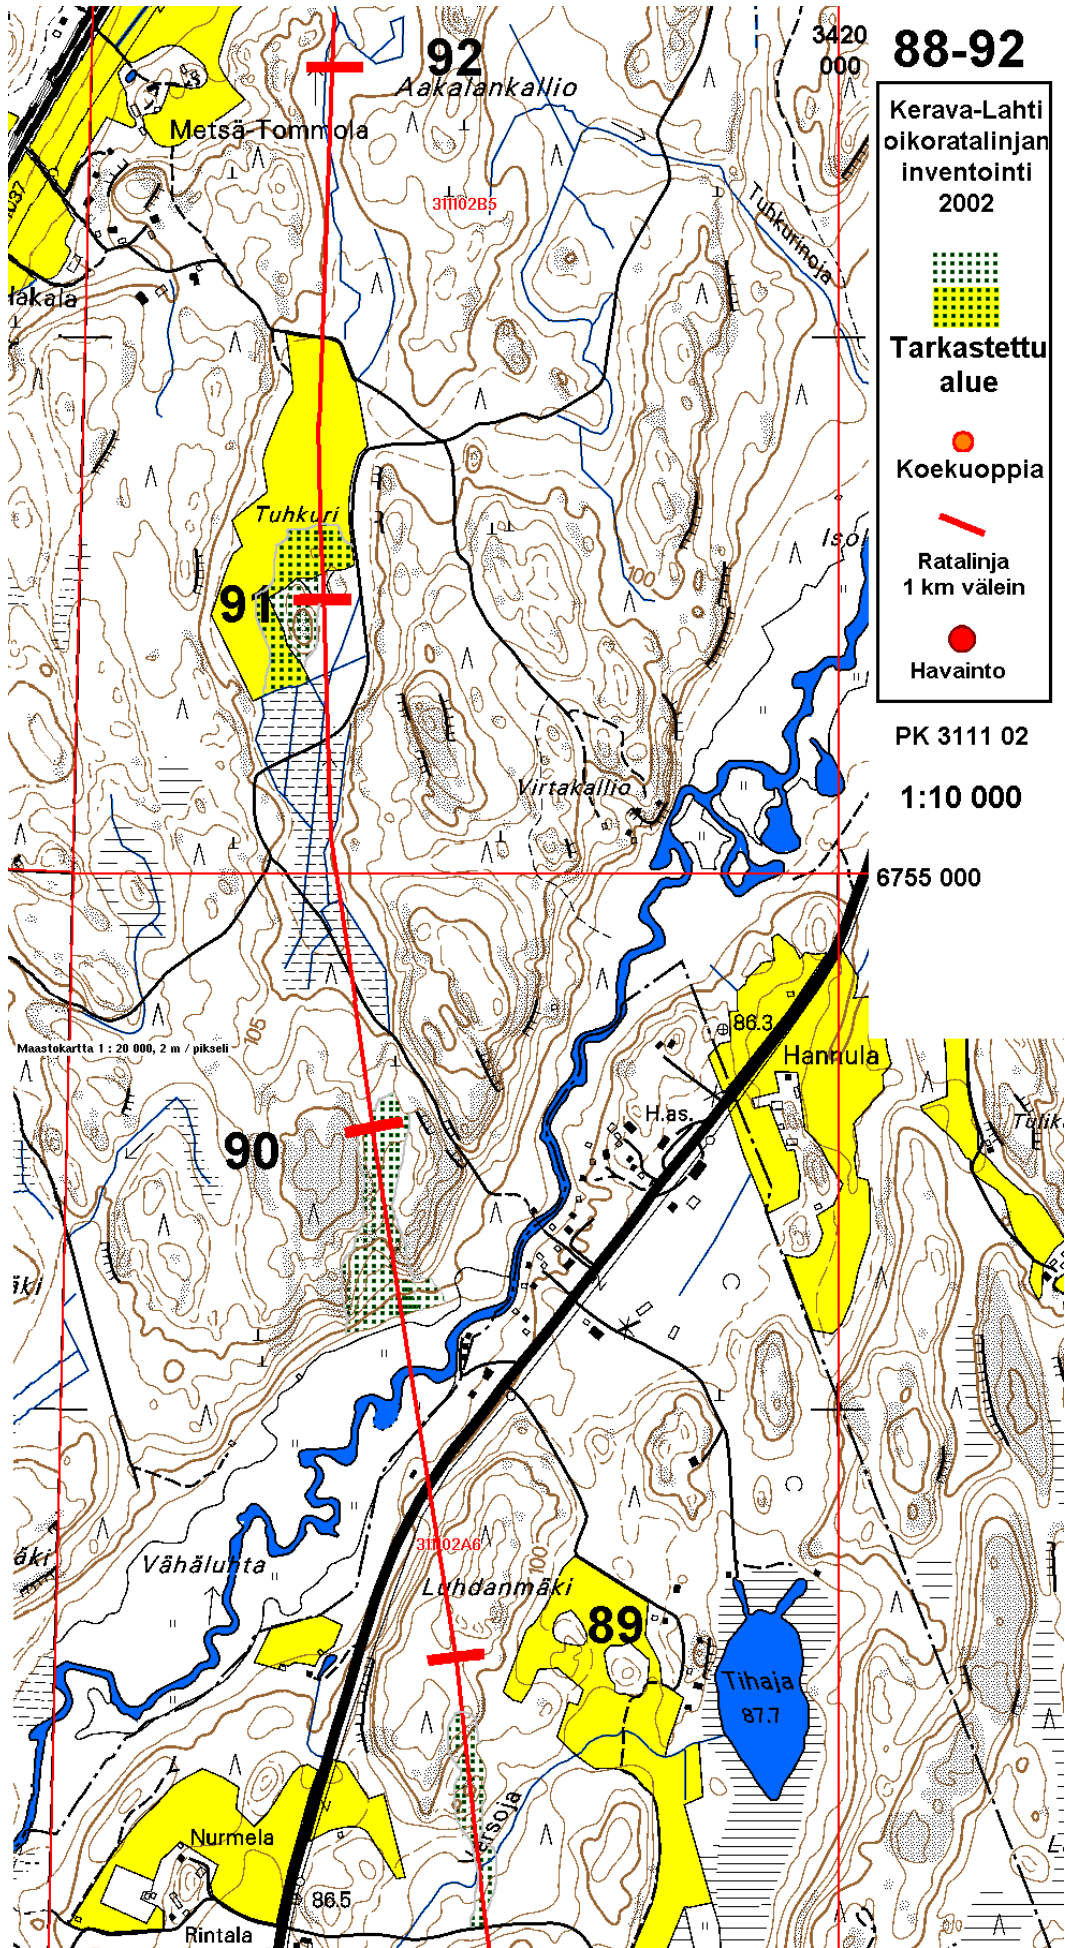 92
3420
000
88-92
Aakalankallio
Metsä-Tommola
Kerava-Lahti
oikoratalinjan
inventointi
2002
31102B5
Tuhkurinoja
Tarkastettu
alue
Koekuoppia
Tuhkuri
Iso
Ratalinja
1 km välein
100
91
Havainto
PK 3111 02
Virtakallio
1:10 000
6755 000
105
86.3
Maastokartta 1 : 20 000, 2 m / pikseli
Hannula
H.as.
90
äki
äki
Vähäluhta
31102A6
100
Luhdanmäki
89
Tihaja
87.7
Nurmela
86.5
Rintala